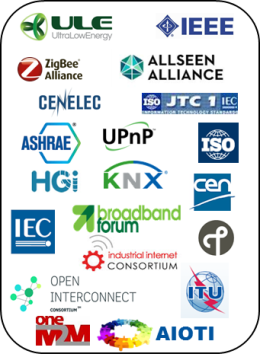 ULE
UltraLowEnergy
IEEE
ZigBee®
Alliance
ALLSEEN
ALLIANCE
CENELEC
ISO JTC 1 IEC
INFORMATION TECHNOLOGY STANDARDS
ASHRAE
UPnP
ISO
HGi
KNX
cen
IEC
broadband
forum
industrial internet
CONSORTIUM
OPEN
INTERCONNECT
CONSORTIUM
ITU
one
M2M
AIOTI